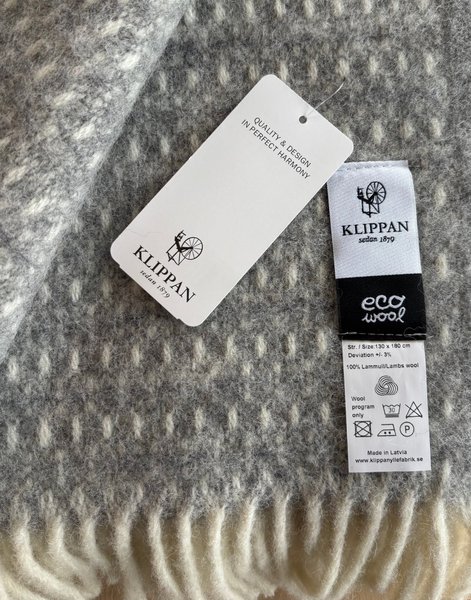 QUALITY & DESIGN
IN PERFECT HARMONY
KLIPPAN
sedan 1879
KLIPPAN
sedan 1879
eco
wool
Str. / Size 130 x 180 cm
Deviation +/- 3%
100% Lammull/Lambs wool
Wool
program
only
30
P
Made in Latvia
www.klippanyllefabrik.se